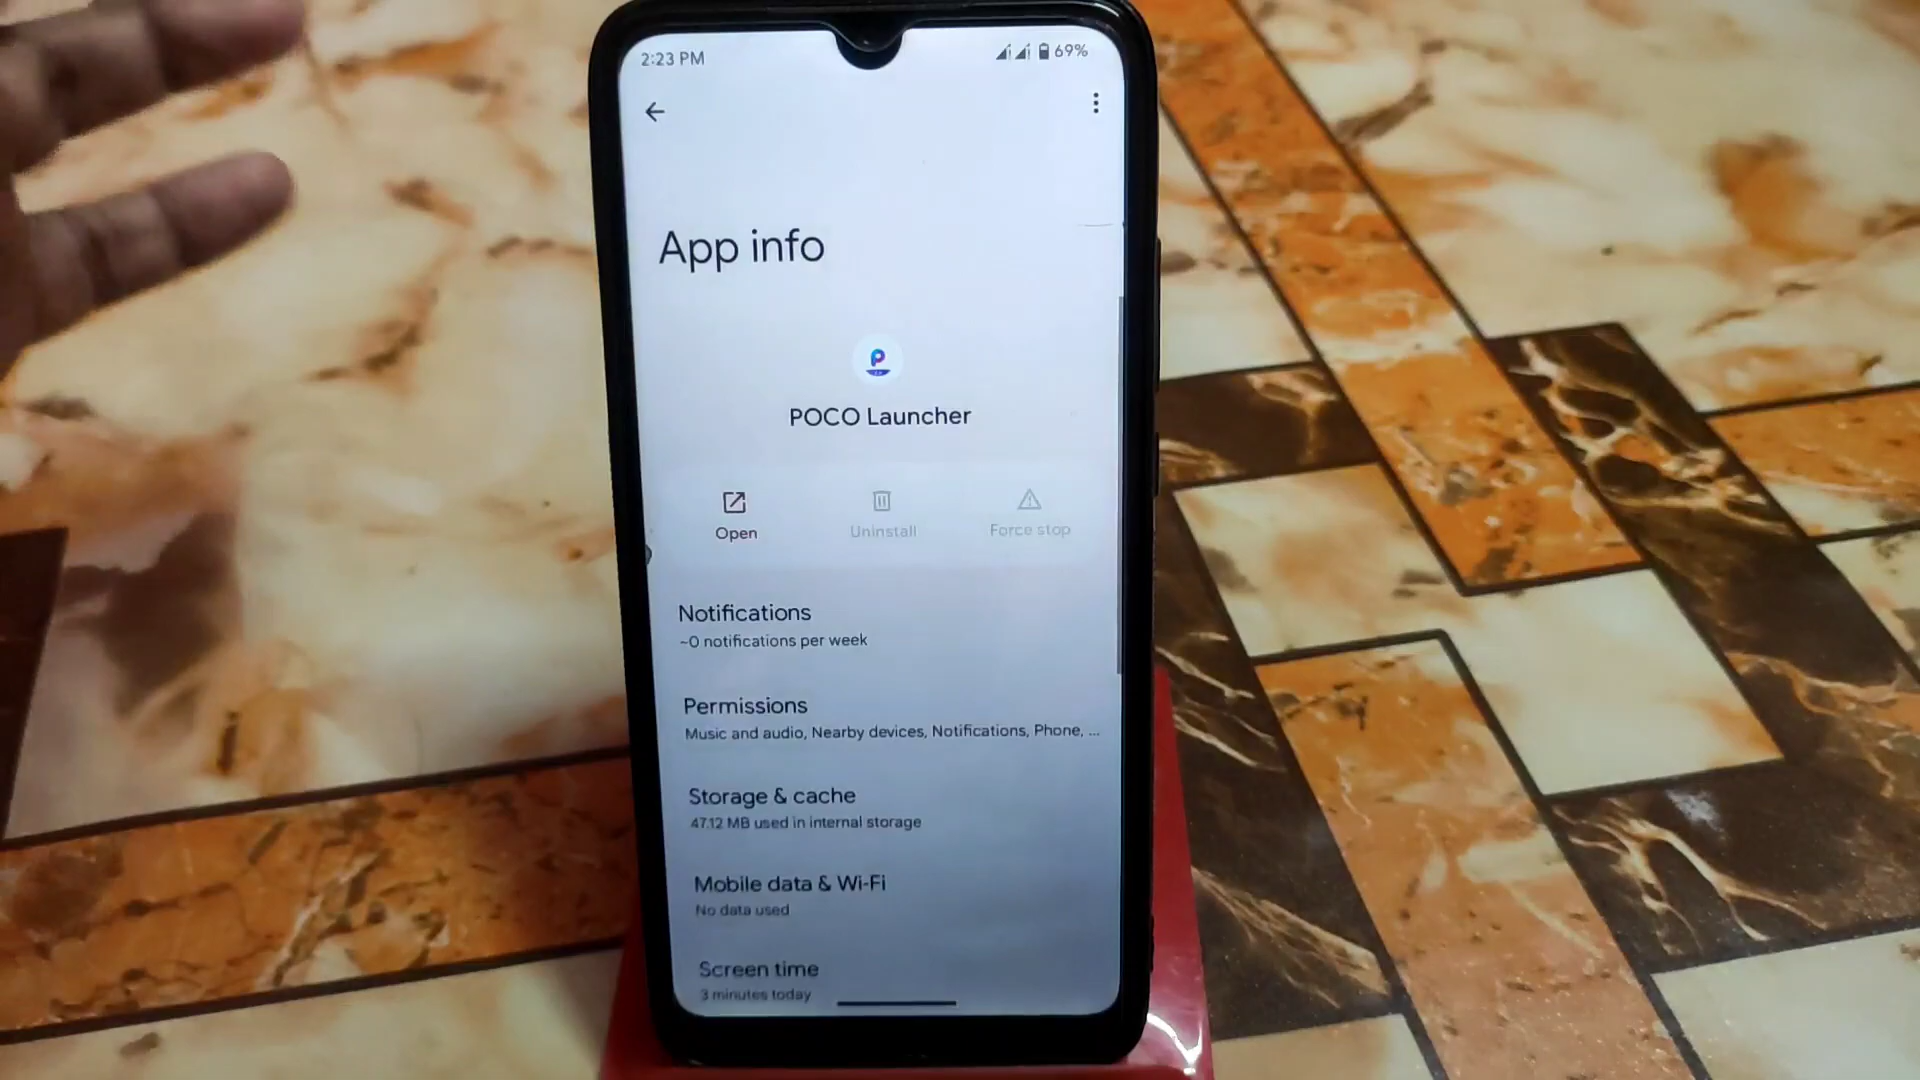 2:23 PM
69%
App info
POCO Launcher
Open
Uninstall
Force stop
Notifications
~0 notifications per week
Permissions
Music and audio, Nearby devices, Notifications, Phone, ...
Storage & cache
47.12 MB used in internal storage
Mobile data & Wi-Fi
No data used
Screen time
3 minutes today